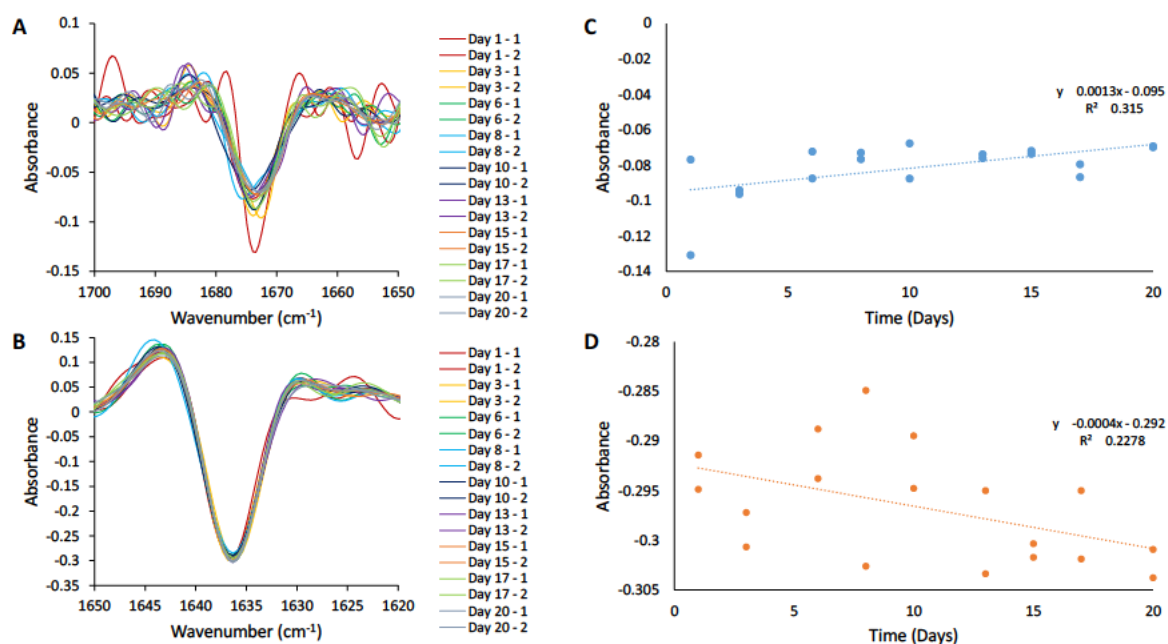 A
Absorbance
0.1
0.05
0
-0.05
-0.1
-0.15
1700
1690
1680
1670
1660
1650
Wavenumber (cm⁻¹)
Day 1 - 1
Day 1 - 2
Day 3 - 1
Day 3 - 2
Day 6 - 1
Day 6 - 2
Day 8 - 1
Day 8 - 2
Day 10 - 1
Day 10 - 2
Day 13 - 1
Day 13 - 2
Day 15 - 1
Day 15 - 2
Day 17 - 1
Day 17 - 2
Day 20 - 1
Day 20 - 2
C
Absorbance
0
-0.02
-0.04
-0.06
-0.08
-0.1
-0.12
-0.14
y 0.0013x - 0.095
R² 0.315
0
5
10
15
20
Time (Days)
B
Absorbance
0.15
0.1
0.05
0
-0.05
-0.1
-0.15
-0.2
-0.25
-0.3
-0.35
1650
1645
1640
1635
1630
1625
1620
Wavenumber (cm⁻¹)
Day 1 - 1
Day 1 - 2
Day 3 - 1
Day 3 - 2
Day 6 - 1
Day 6 - 2
Day 8 - 1
Day 8 - 2
Day 10 - 1
Day 10 - 2
Day 13 - 1
Day 13 - 2
Day 15 - 1
Day 15 - 2
Day 17 - 1
Day 17 - 2
Day 20 - 1
Day 20 - 2
D
Absorbance
-0.28
-0.285
-0.29
-0.295
-0.3
-0.305
y -0.0004x - 0.292
R² 0.2278
0
5
10
15
20
Time (Days)